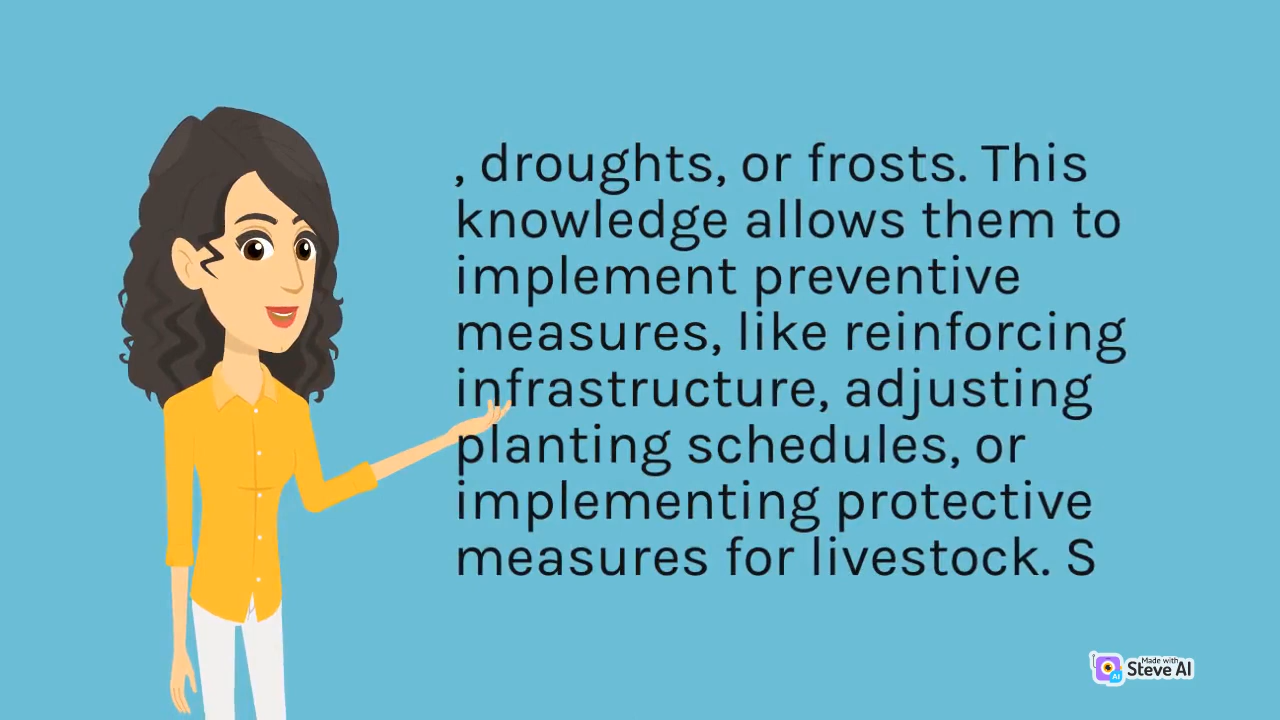 , droughts, or frosts. This
knowledge allows them to
implement preventive
measures, like reinforcing
infrastructure, adjusting
planting schedules, or
implementing protective
measures for livestock. S
Made with
Steve AI
AI